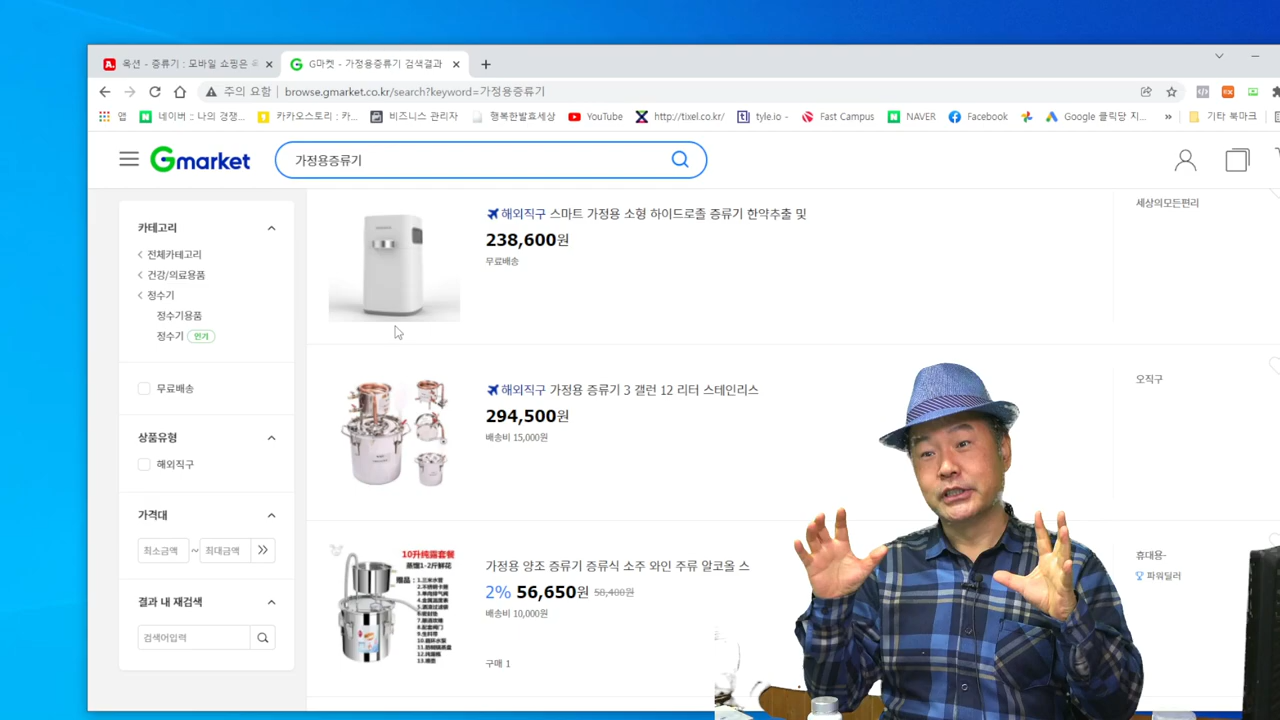 옥션 - 증류기 : 모바일 쇼핑은 옥
G마켓 - 가정용증류기 검색결과
주의 요함
browse.gmarket.co.kr/search?keyword=가정용증류기
앱
네이버 :: 나의 경쟁...
카카오스토리 : 카...
비즈니스 관리자
행복한발효세상
YouTube
http://tixel.co.kr/
tyle.io -
Fast Campus
NAVER
Facebook
Google 클릭당 지...
»
기타 북마크
Gmarket
가정용증류기
카테고리
전체카테고리
건강/의료용품
정수기
정수기용품
정수기 인기
무료배송
상품유형
해외직구
가격대
최소금액 ~ 최대금액
결과 내 재검색
검색어입력
해외직구 스마트 가정용 소형 하이드로졸 증류기 한약추출 및
238,600원
무료배송
세상의모든편리
해외직구 가정용 증류기 3 갤런 12 리터 스테인리스
294,500원
배송비 15,000원
오직구
10升纯露套餐
蒸馏1-2斤鲜花
가정용 양조 증류기 증류식 소주 와인 주류 알코올 스
2% 56,650원 58,400원
배송비 10,000원
구매 1
휴대용-
파워딜러